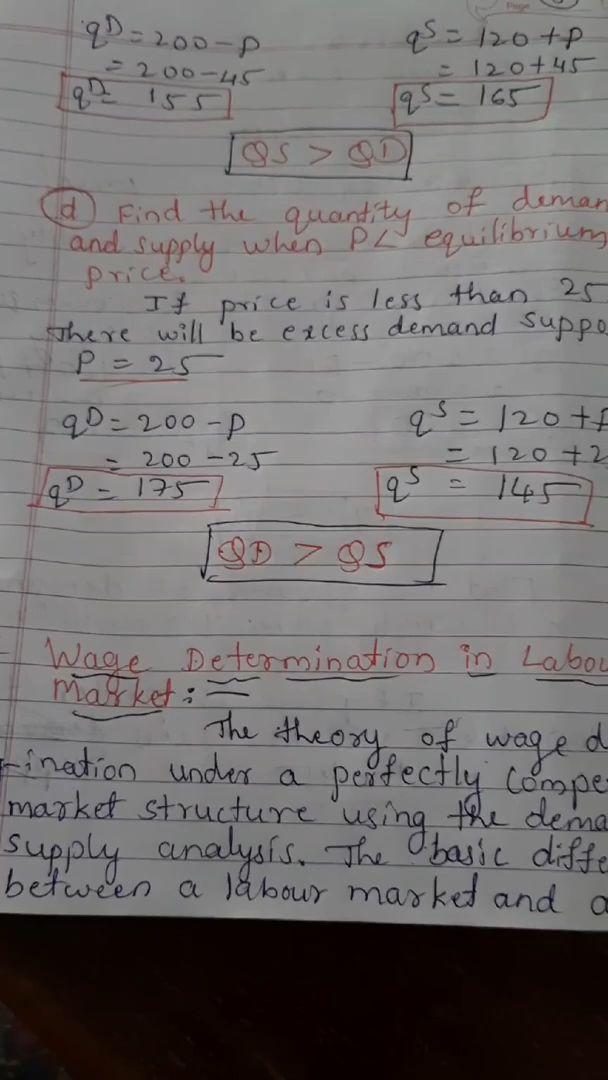 Page
qD = 200 - P
qS = 120 + P
= 200 - 45
= 120 + 45
qD = 155
qS = 165
QS > QD
(d) Find the quantity of deman
and supply when P< equilibrium
price.
If price is less than 25
there will be excess demand suppo
P = 25
qD = 200 - P
qS = 120 + P
= 200 - 25
= 120 + 2
qD = 175
qS = 145
QD > QS
Wage Determination in Labou
Market :=
The theory of wage d
ination under a perfectly compe
market structure using the dema
supply analysis. The basic diffe
between a labour market and a